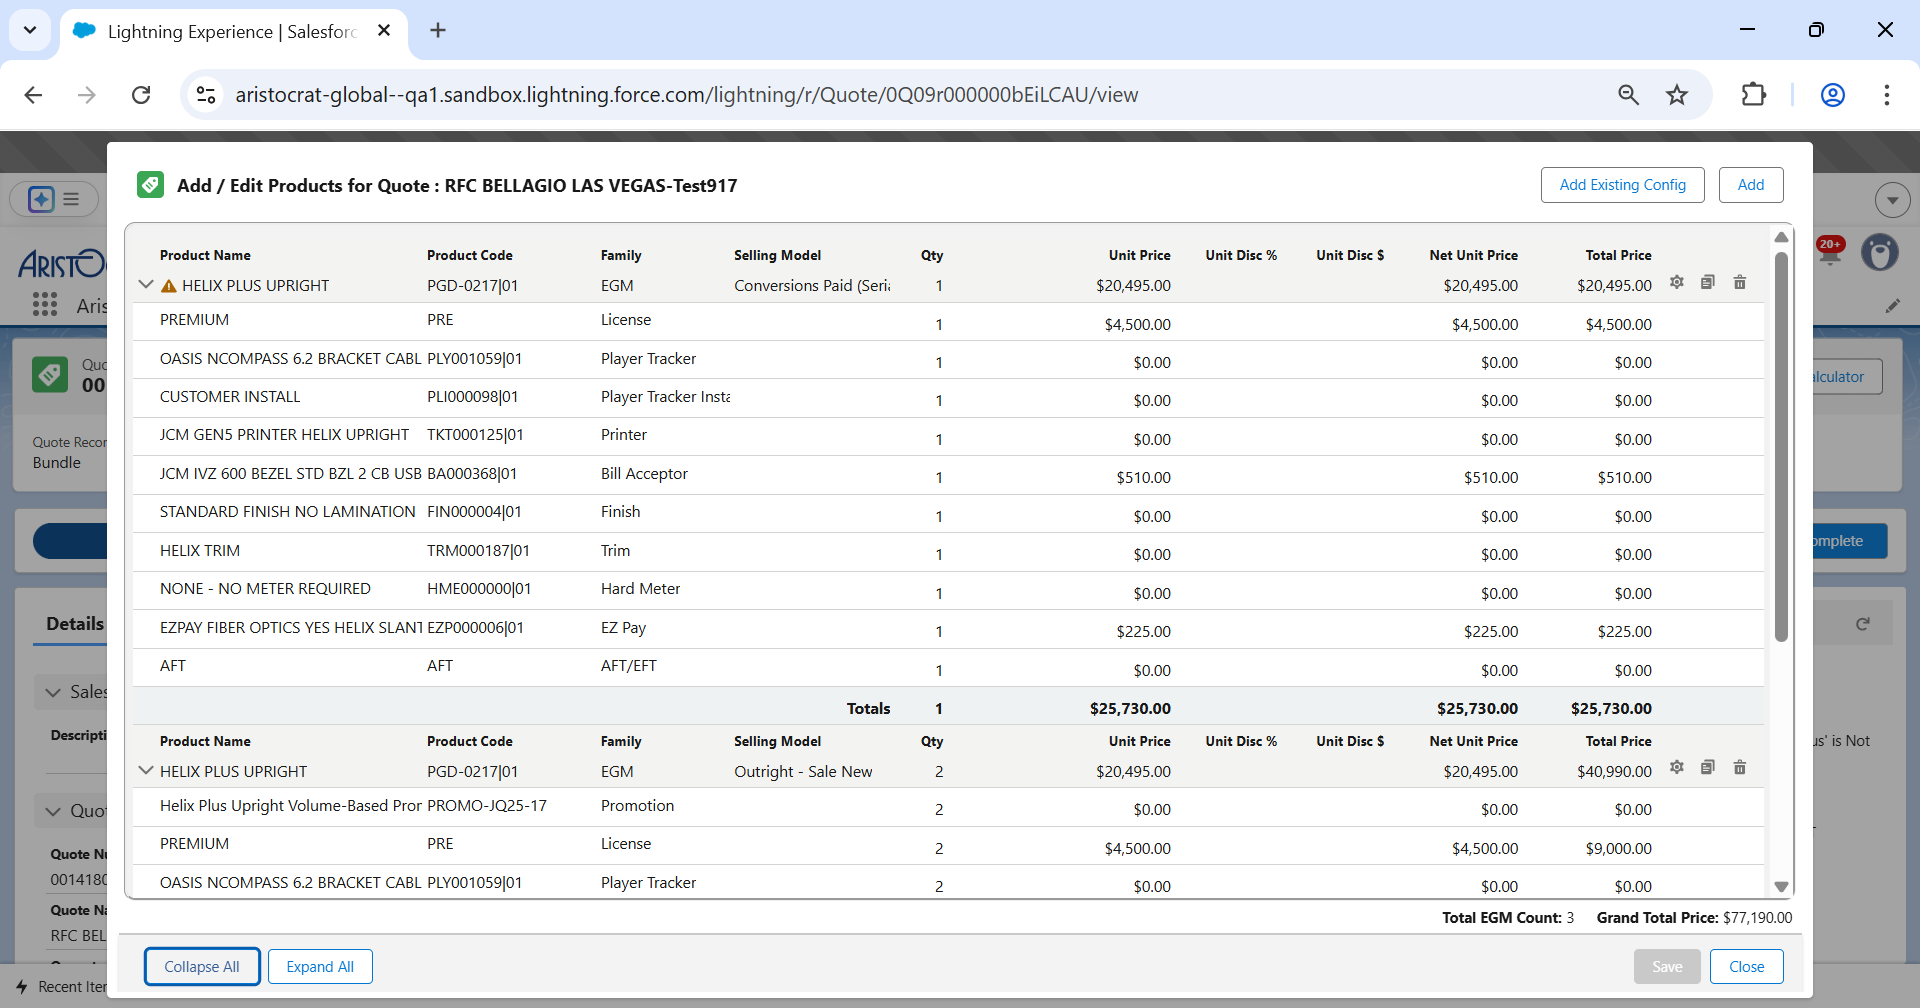 Lightning Experience | Salesforc
aristocrat-global--qa1.sandbox.lightning.force.com/lightning/r/Quote/0Q09r000000bEiLCAU/view
Add / Edit Products for Quote : RFC BELLAGIO LAS VEGAS-Test917
Add Existing Config
Add
Product Name Product Code Family Selling Model Qty Unit Price Unit Disc % Unit Disc $ Net Unit Price Total Price
HELIX PLUS UPRIGHT PGD-0217|01 EGM Conversions Paid (Seria 1 $20,495.00 $20,495.00 $20,495.00
PREMIUM PRE License 1 $4,500.00 $4,500.00 $4,500.00
OASIS NCOMPASS 6.2 BRACKET CABL PLY001059|01 Player Tracker 1 $0.00 $0.00 $0.00
CUSTOMER INSTALL PLI000098|01 Player Tracker Insta 1 $0.00 $0.00 $0.00
JCM GEN5 PRINTER HELIX UPRIGHT TKT000125|01 Printer 1 $0.00 $0.00 $0.00
JCM IVZ 600 BEZEL STD BZL 2 CB USB BA000368|01 Bill Acceptor 1 $510.00 $510.00 $510.00
STANDARD FINISH NO LAMINATION FIN000004|01 Finish 1 $0.00 $0.00 $0.00
HELIX TRIM TRM000187|01 Trim 1 $0.00 $0.00 $0.00
NONE - NO METER REQUIRED HME000000|01 Hard Meter 1 $0.00 $0.00 $0.00
EZPAY FIBER OPTICS YES HELIX SLANT EZP000006|01 EZ Pay 1 $225.00 $225.00 $225.00
AFT AFT AFT/EFT 1 $0.00 $0.00 $0.00
Totals 1 $25,730.00 $25,730.00 $25,730.00
Product Name Product Code Family Selling Model Qty Unit Price Unit Disc % Unit Disc $ Net Unit Price Total Price
HELIX PLUS UPRIGHT PGD-0217|01 EGM Outright - Sale New 2 $20,495.00 $20,495.00 $40,990.00
Helix Plus Upright Volume-Based Pror PROMO-JQ25-17 Promotion 2 $0.00 $0.00 $0.00
PREMIUM PRE License 2 $4,500.00 $4,500.00 $9,000.00
OASIS NCOMPASS 6.2 BRACKET CABL PLY001059|01 Player Tracker 2 $0.00 $0.00 $0.00
Total EGM Count: 3 Grand Total Price: $77,190.00
Collapse All
Expand All
Save
Close
ARISTO
Aris
20+
Quo
00
Quote Recor
Bundle
alculator
omplete
Details
Sales
Descripti
us' is Not
Quot
Quote Nu
0014180
Quote Na
RFC BEL
Recent Iter